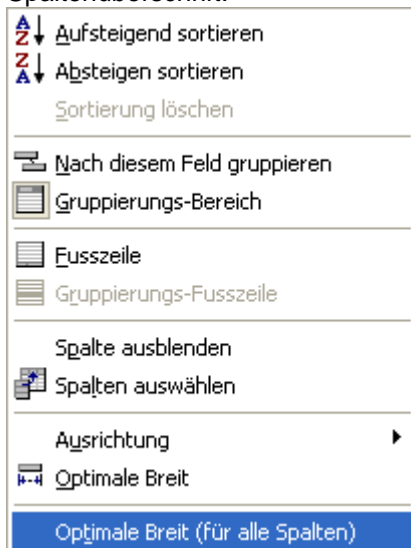 Spaltenüberschrift:
Aufsteigend sortieren
Absteigen sortieren
Sortierung löschen
Nach diesem Feld gruppieren
Gruppierungs-Bereich
Fusszeile
Gruppierungs-Fusszeile
Spalte ausblenden
Spalten auswählen
Ausrichtung
Optimale Breit
Optimale Breit (für alle Spalten)